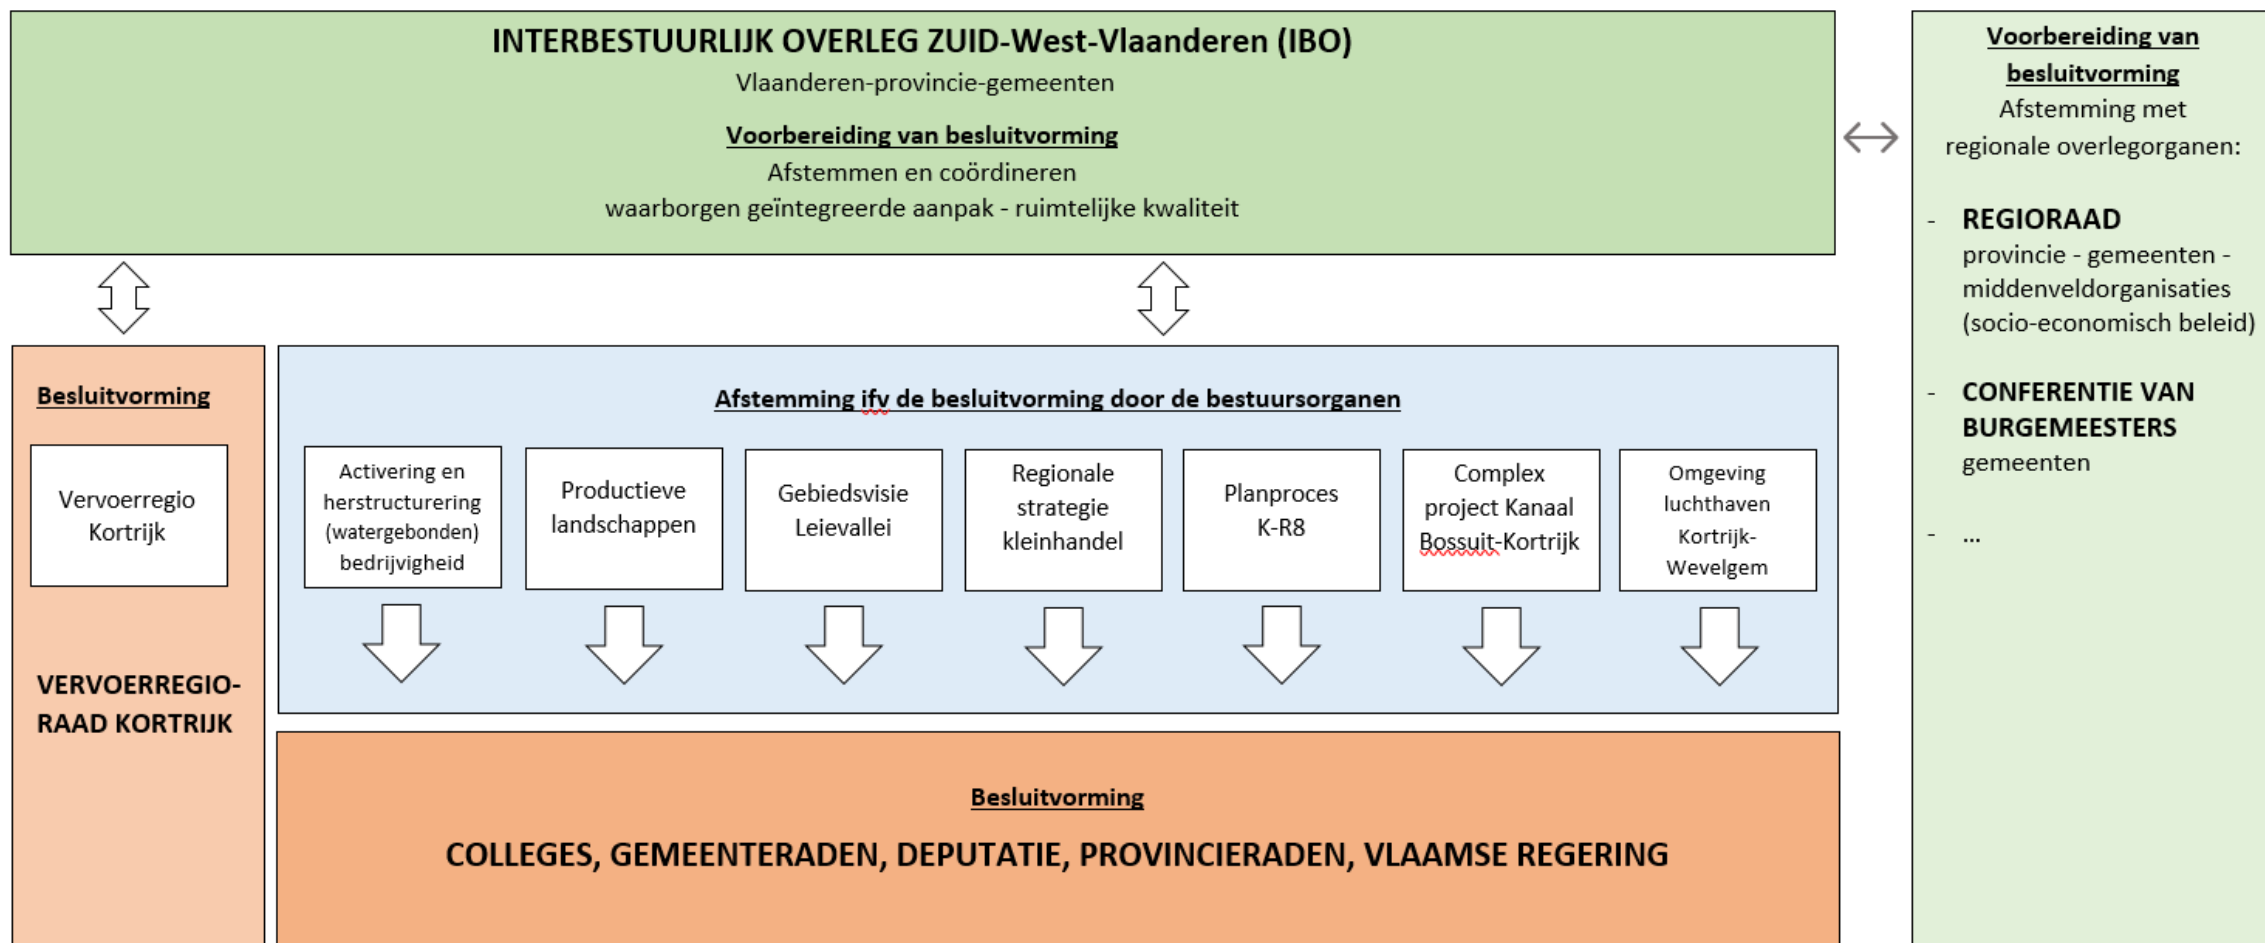 INTERBESTUURLIJK OVERLEG ZUID-West-Vlaanderen (IBO)
Vlaanderen-provincie-gemeenten
Voorbereiding van besluitvorming
Afstemmen en coördineren
waarborgen geïntegreerde aanpak - ruimtelijke kwaliteit
Voorbereiding van
besluitvorming
Afstemming met
regionale overlegorganen:
- REGIORAAD
provincie - gemeenten -
middenveldorganisaties
(socio-economisch beleid)
- CONFERENTIE VAN
BURGEMEESTERS
gemeenten
- ...
Besluitvorming
Vervoerregio
Kortrijk
VERVOERREGIO-
RAAD KORTRIJK
Afstemming ifv de besluitvorming door de bestuursorganen
Activering en
herstructurering
(watergebonden)
bedrijvigheid
Productieve
landschappen
Gebiedsvisie
Leievallei
Regionale
strategie
kleinhandel
Planproces
K-R8
Complex
project Kanaal
Bossuit-Kortrijk
Omgeving
luchthaven
Kortrijk-
Wevelgem
Besluitvorming
COLLEGES, GEMEENTERADEN, DEPUTATIE, PROVINCIERADEN, VLAAMSE REGERING